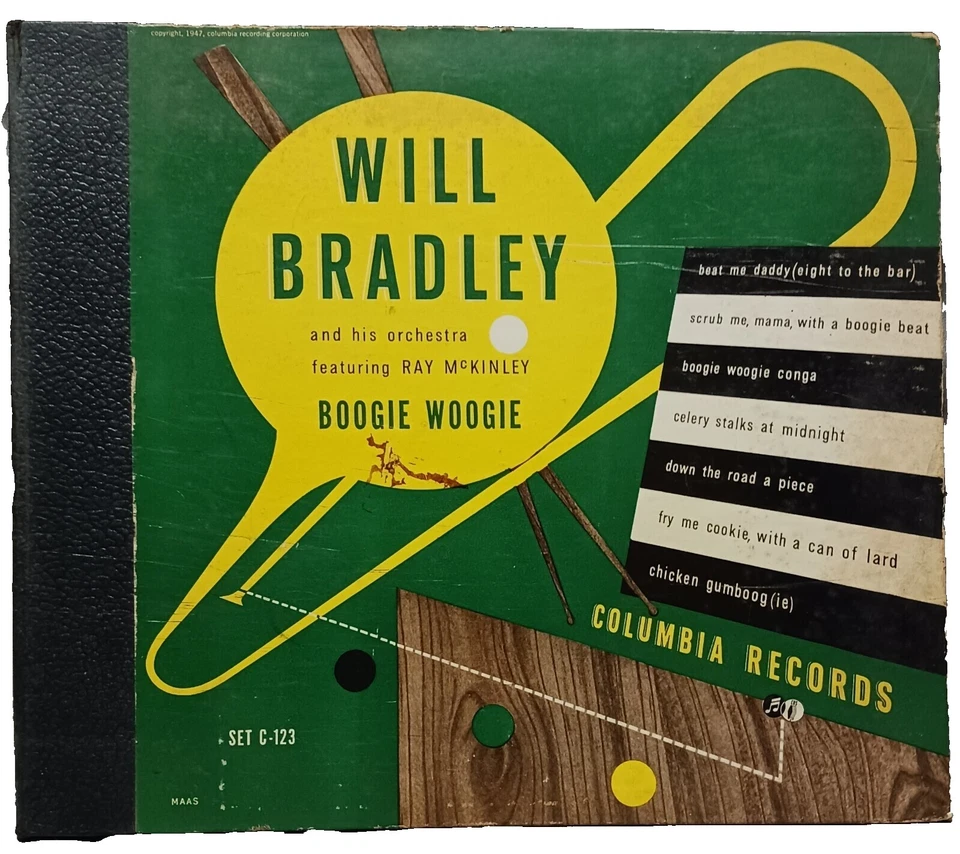 copyright, 1947, columbia recording corporation
WILL
BRADLEY
and his orchestra
featuring RAY McKINLEY
BOOGIE WOOGIE
beat me daddy (eight to the bar)
scrub me, mama, with a boogie beat
boogie woogie conga
celery stalks at midnight
down the road a piece
fry me cookie, with a can of lard
chicken gumboog (ie)
COLUMBIA RECORDS
SET C-123
MAAS